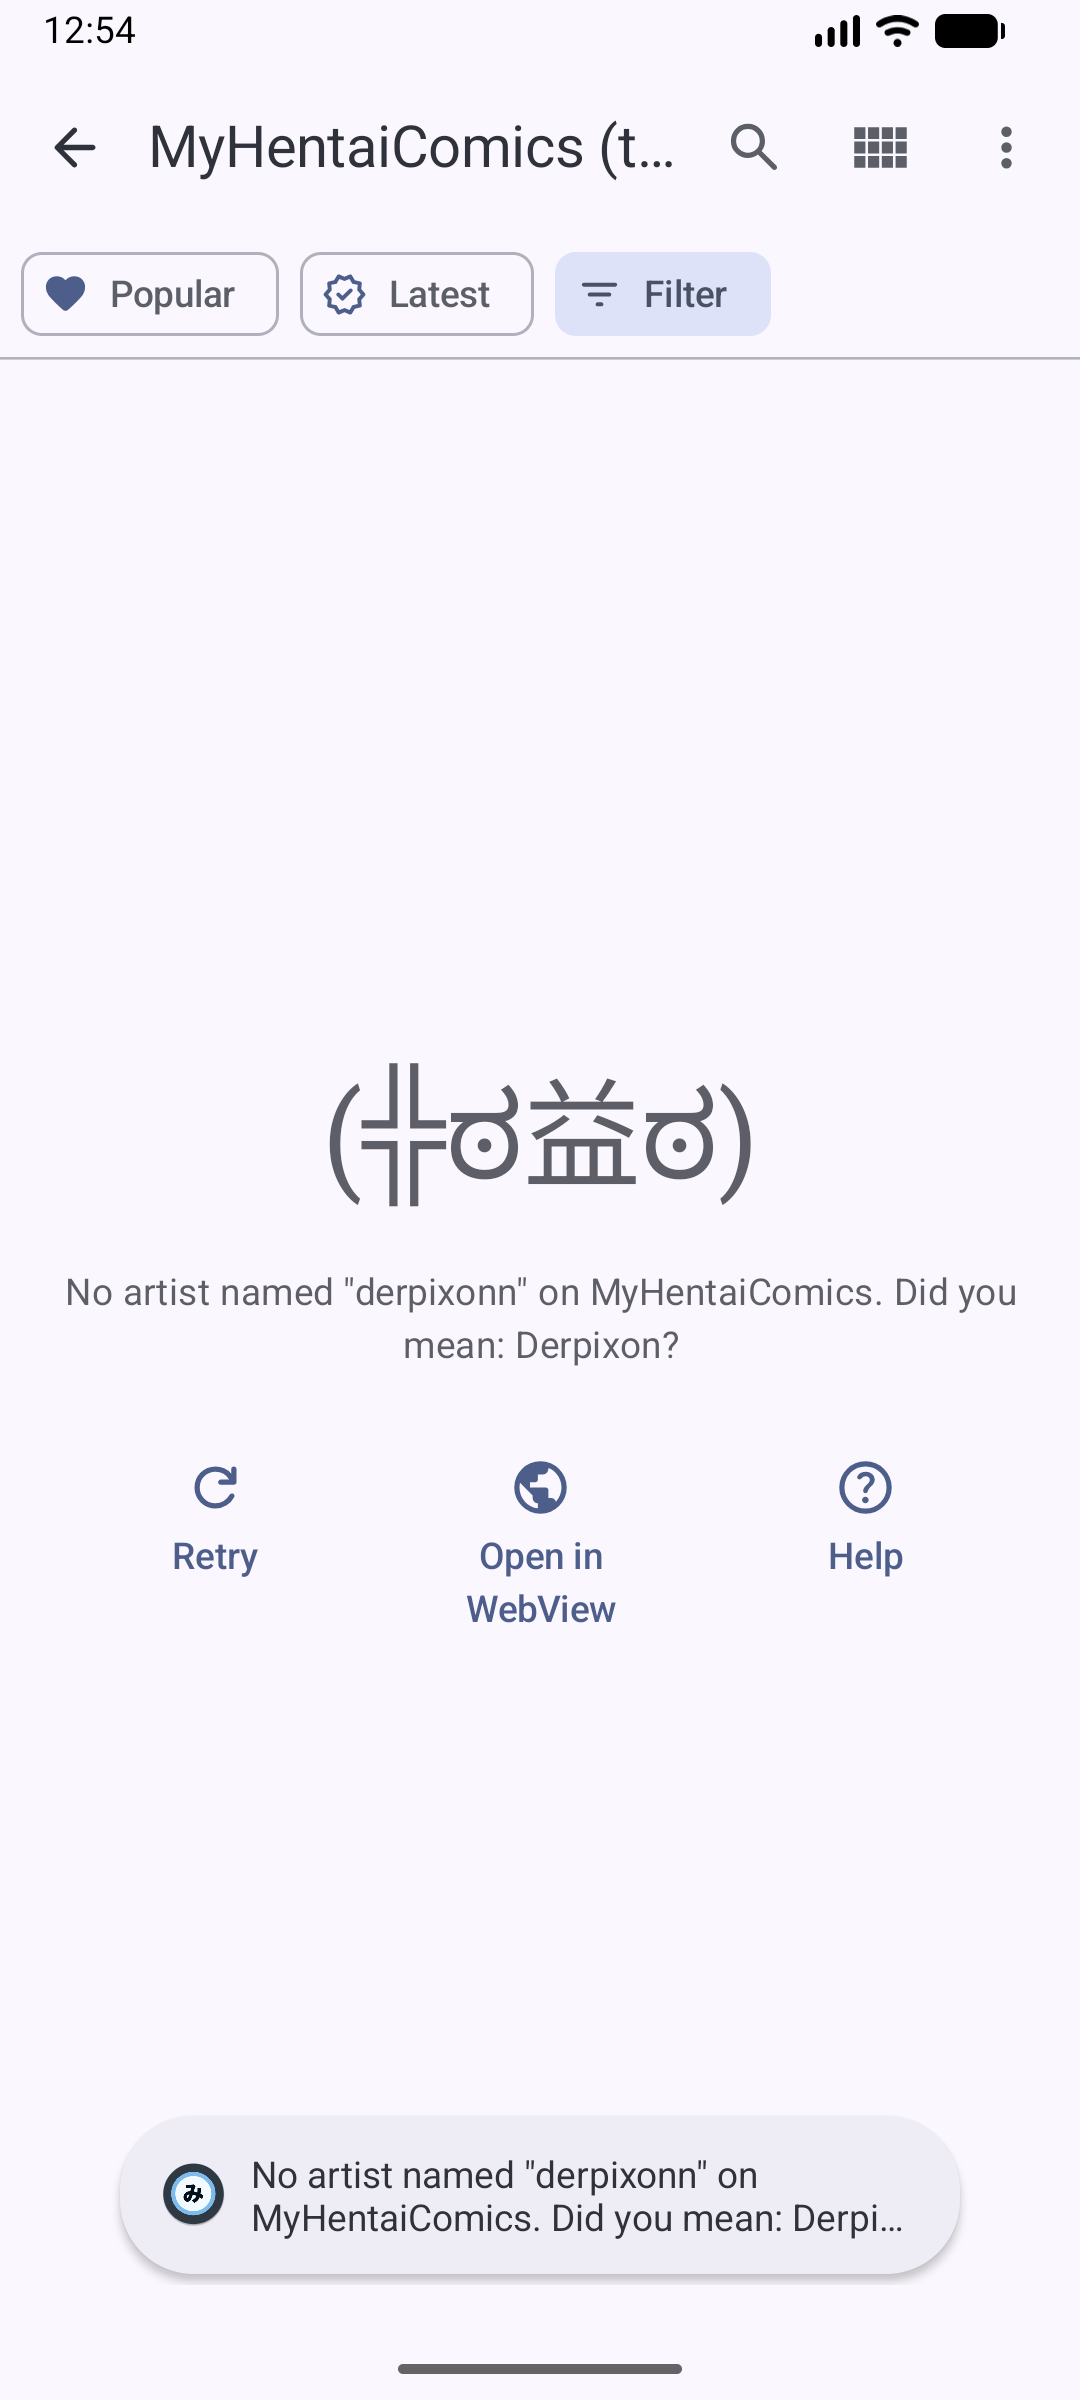 12:54
MyHentaiComics (t...
Popular
Latest
Filter
(╬ಠ益ಠ)
No artist named "derpixonn" on MyHentaiComics. Did you
mean: Derpixon?
Retry
Open in
WebView
Help
み
No artist named "derpixonn" on
MyHentaiComics. Did you mean: Derpi...